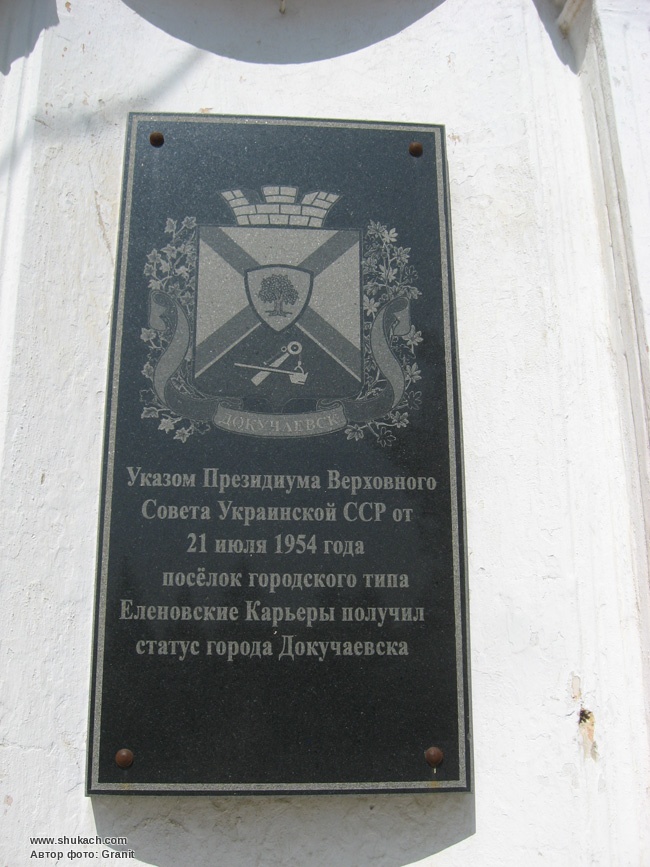 ДОКУЧАЕВСК
Указом Президиума Верховного
Совета Украинской ССР от
21 июля 1954 года
посёлок городского типа
Еленовские Карьеры получил
статус города Докучаевска
www.shukach.com
Автор фото: Granit